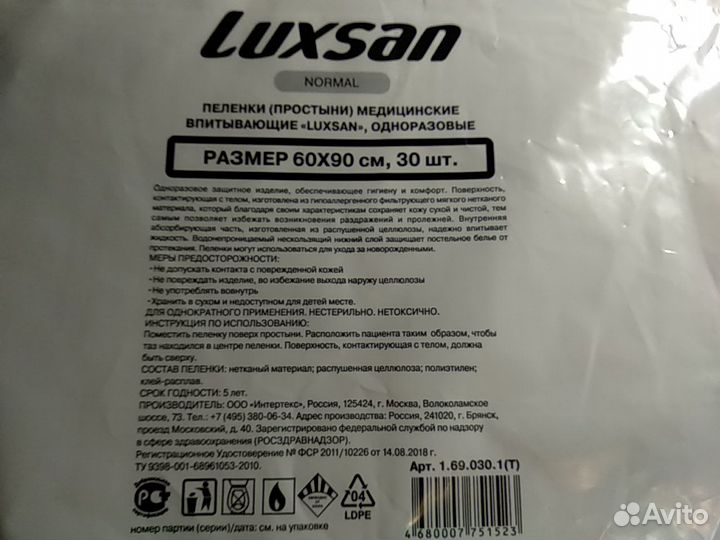 Luxsan
NORMAL
ПЕЛЕНКИ (ПРОСТЫНИ) МЕДИЦИНСКИЕ
ВПИТЫВАЮЩИЕ «LUXSAN», ОДНОРАЗОВЫЕ
РАЗМЕР 60Х90 см, 30 шт.
Одноразовое защитное изделие, обеспечивающее гигиену и комфорт. Поверхность,
контактирующая с телом, изготовлена из гипоаллергенного фильтрующего мягкого нетканого
материала, который благодаря своим характеристикам сохраняет кожу сухой и чистой, тем
самым позволяет избежать возникновения раздражений и пролежней. Внутренняя
абсорбирующая часть, изготовленная из распушенной целлюлозы, надежно впитывает
жидкость. Водонепроницаемый нескользящий нижний слой защищает постельное белье от
протекания. Пеленки могут использоваться для ухода за новорожденными.
МЕРЫ ПРЕДОСТОРОЖНОСТИ:
•Не допускать контакта с поврежденной кожей
•Не повреждать изделие, во избежание выхода наружу целлюлозы
•Не употреблять вовнутрь
•Хранить в сухом и недоступном для детей месте.
ДЛЯ ОДНОКРАТНОГО ПРИМЕНЕНИЯ. НЕСТЕРИЛЬНО. НЕТОКСИЧНО.
ИНСТРУКЦИЯ ПО ИСПОЛЬЗОВАНИЮ:
Поместить пеленку поверх простыни. Расположить пациента таким образом, чтобы
таз находился в центре пеленки. Поверхность, контактирующая с телом, должна
быть сверху.
СОСТАВ ПЕЛЕНКИ: нетканый материал; распушенная целлюлоза; полиэтилен;
клей-расплав.
СРОК ГОДНОСТИ: 5 лет.
ПРОИЗВОДИТЕЛЬ: ООО «Интертекс», Россия, 125424, г. Москва, Волоколамское
шоссе, 73. Тел.: +7 (495) 380-06-34. Адрес производства: Россия, 241020, г. Брянск,
проезд Московский, д. 40. Зарегистрировано федеральной службой по надзору
в сфере здравоохранения (РОСЗДРАВНАДЗОР).
Регистрационное Удостоверение № ФСР 2011/10226 от 14.08.2018 г.
ТУ 9398-001-68961053-2010.
Арт. 1.69.030.1(Т)
04
LDPE
4 680007 751523
номер партии (серии)/дата: см. на упаковке
Avito